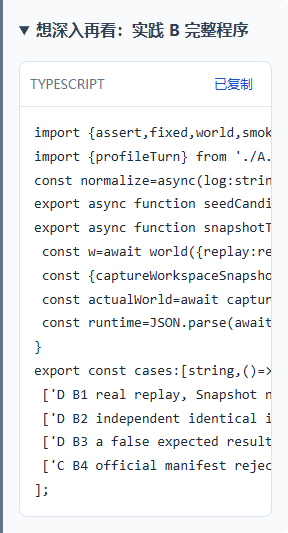 ▼ 想深入再看：实践 B 完整程序
TYPESCRIPT 已复制
import {assert,fixed,world,smok
import {profileTurn} from './A.
const normalize=async(log:strin
export async function seedCandi
export async function snapshotT
const w=await world({replay:re
const {captureWorkspaceSnapsho
const actualWorld=await captur
const runtime=JSON.parse(await
}
export const cases:[string,()=>
['D B1 real replay, Snapshot n
['D B2 independent identical i
['D B3 a false expected result
['C B4 official manifest rejec
];